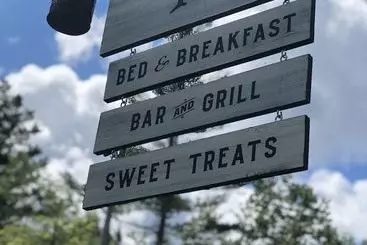 BED & BREAKFAST
BAR AND GRILL
SWEET TREATS